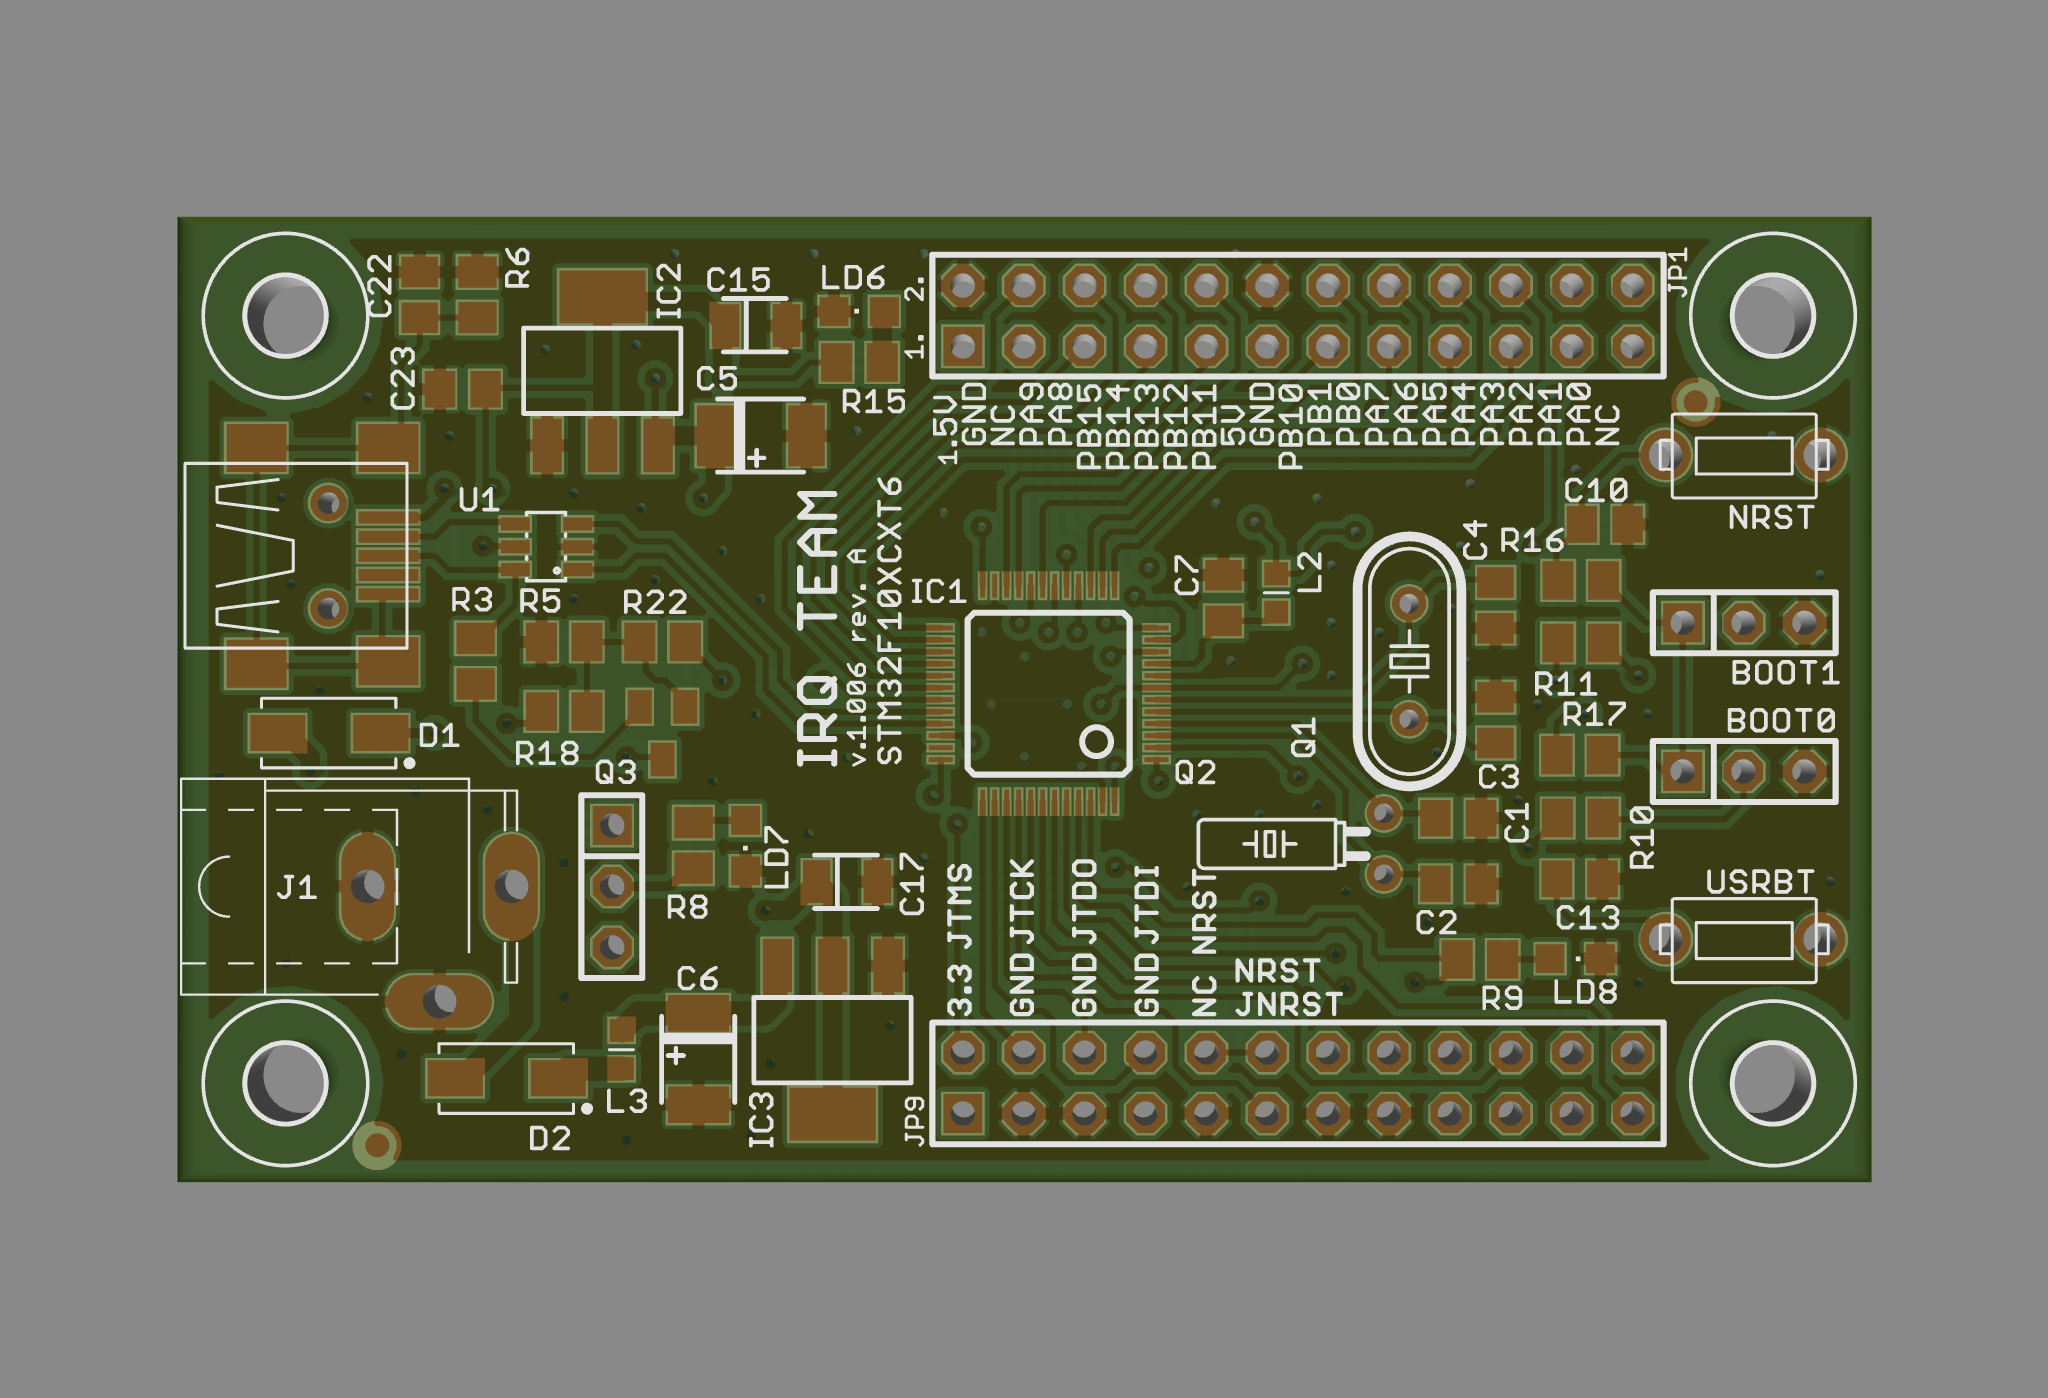 C22
R6
IC2
C15
LD6
2.
1.
JP1
C23
C5
R15
1.5V
GND
NC
PA9
PA8
PB15
PB14
PB13
PB12
PB11
5V
GND
PB10
PB1
PB0
PA7
PA6
PA5
PA4
PA3
PA2
PA1
PA0
NC
+
U1
C10
NRST
C4
R16
IRQ TEAM
v.1.006 rev. A
STM32F10XCXT6
IC1
C7
L2
R3
R5
R22
BOOT1
R11
R17
BOOT0
D1
R18
Q3
Q1
Q2
C3
C1
R10
LD7
J1
R8
C17
USRBT
C2
C13
3.3 JTMS
GND JTCK
GND JTDO
GND JTDI
NC NRST
NRST
JNRST
C6
R9
LD8
+
L3
IC3
JP9
D2